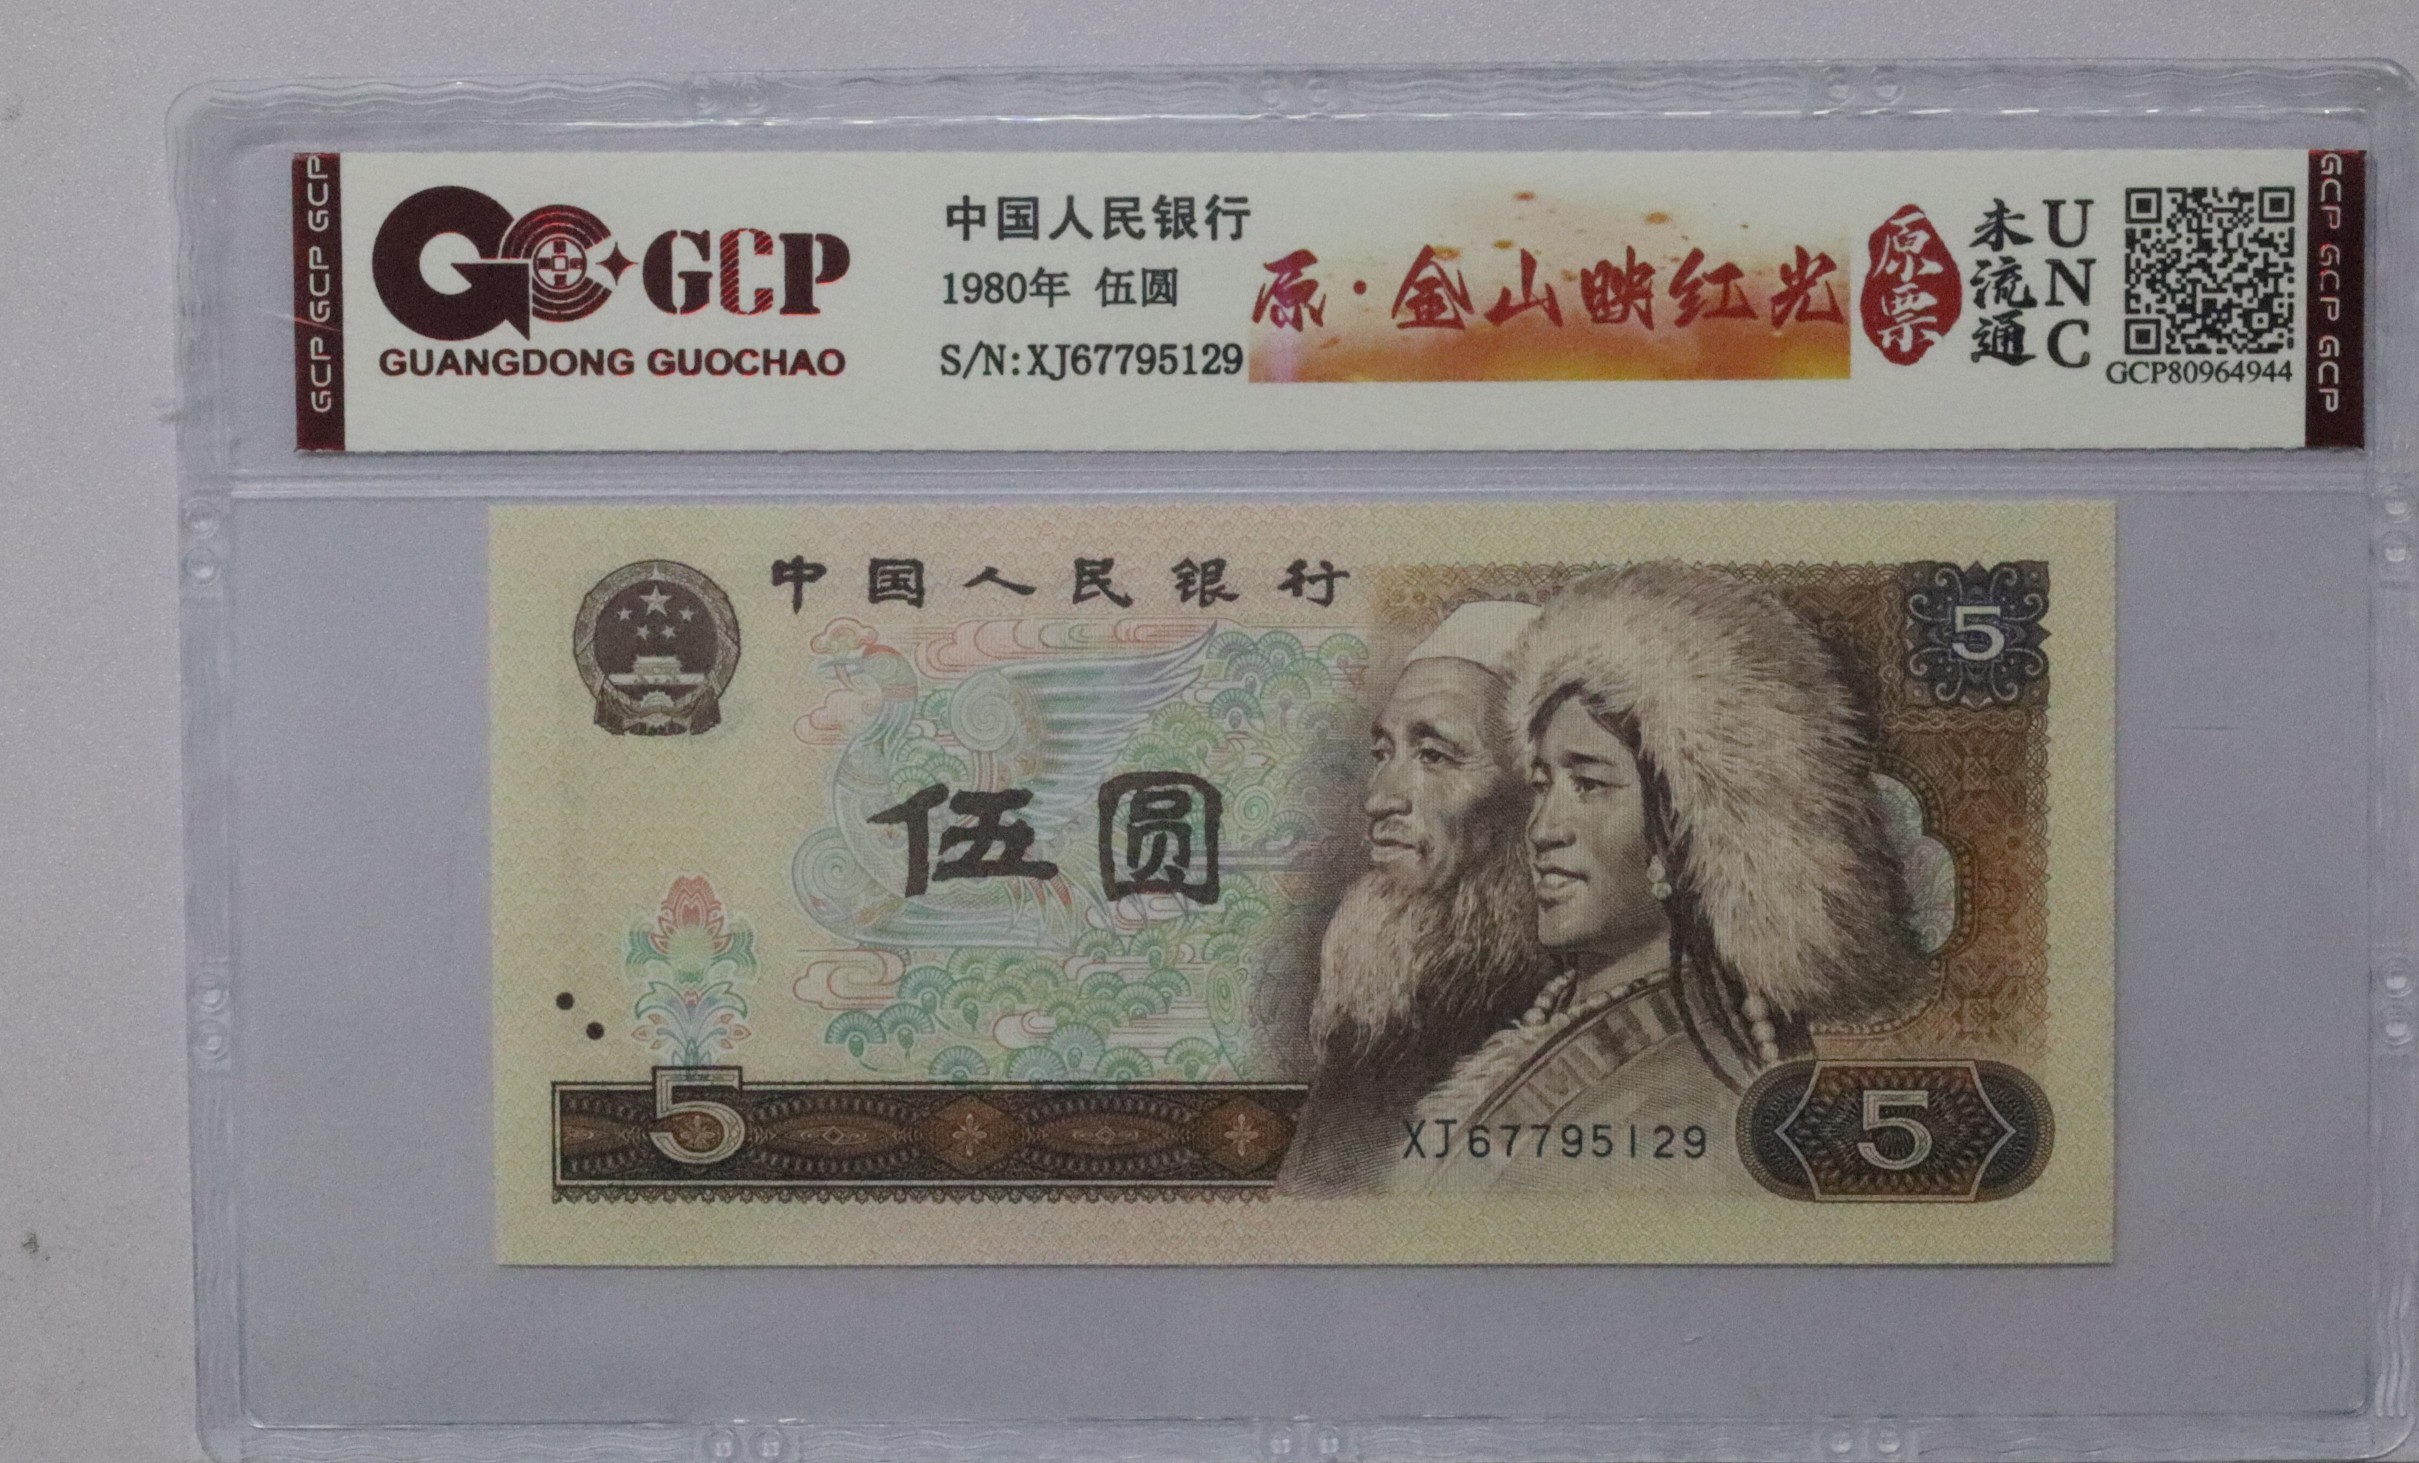 GCP GCP GCP
GCP
GUANGDONG GUOCHAO
中国人民银行
1980年 伍圆
S/N:XJ67795129
原·金山映红光
原票
未流通
UNC
GCP80964944
GCP GCP GCP
中国人民银行
5
伍圆
5
XJ67795129
5